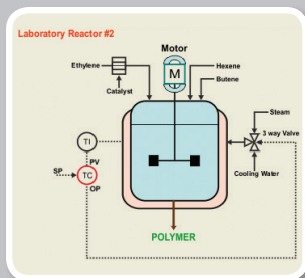 Laboratory Reactor #2
Motor
M
Ethylene
Hexene
Butene
Catalyst
Steam
3 way Valve
TI
PV
SP
TC
OP
Cooling Water
POLYMER